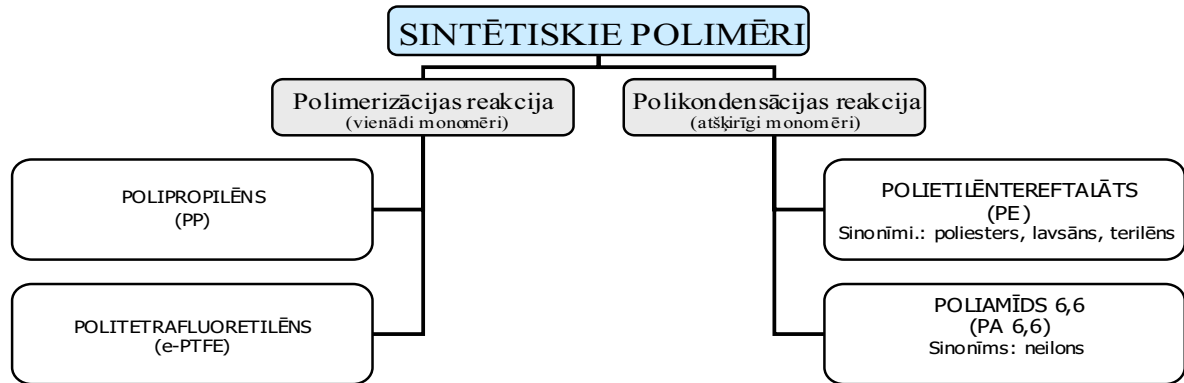 SINTĒTISKIE POLIMĒRI
Polimerizācijas reakcija
(vienādi monomēri)
Polikondensācijas reakcija
(atšķirīgi monomēri)
POLIPROPILĒNS
(PP)
POLIETILĒNTEREFTALĀTS
(PE)
Sinonīmi.: poliesters, lavsāns, terilēns
POLITETRAFLUORETILĒNS
(e-PTFE)
POLIAMĪDS 6,6
(PA 6,6)
Sinonīms: neilons